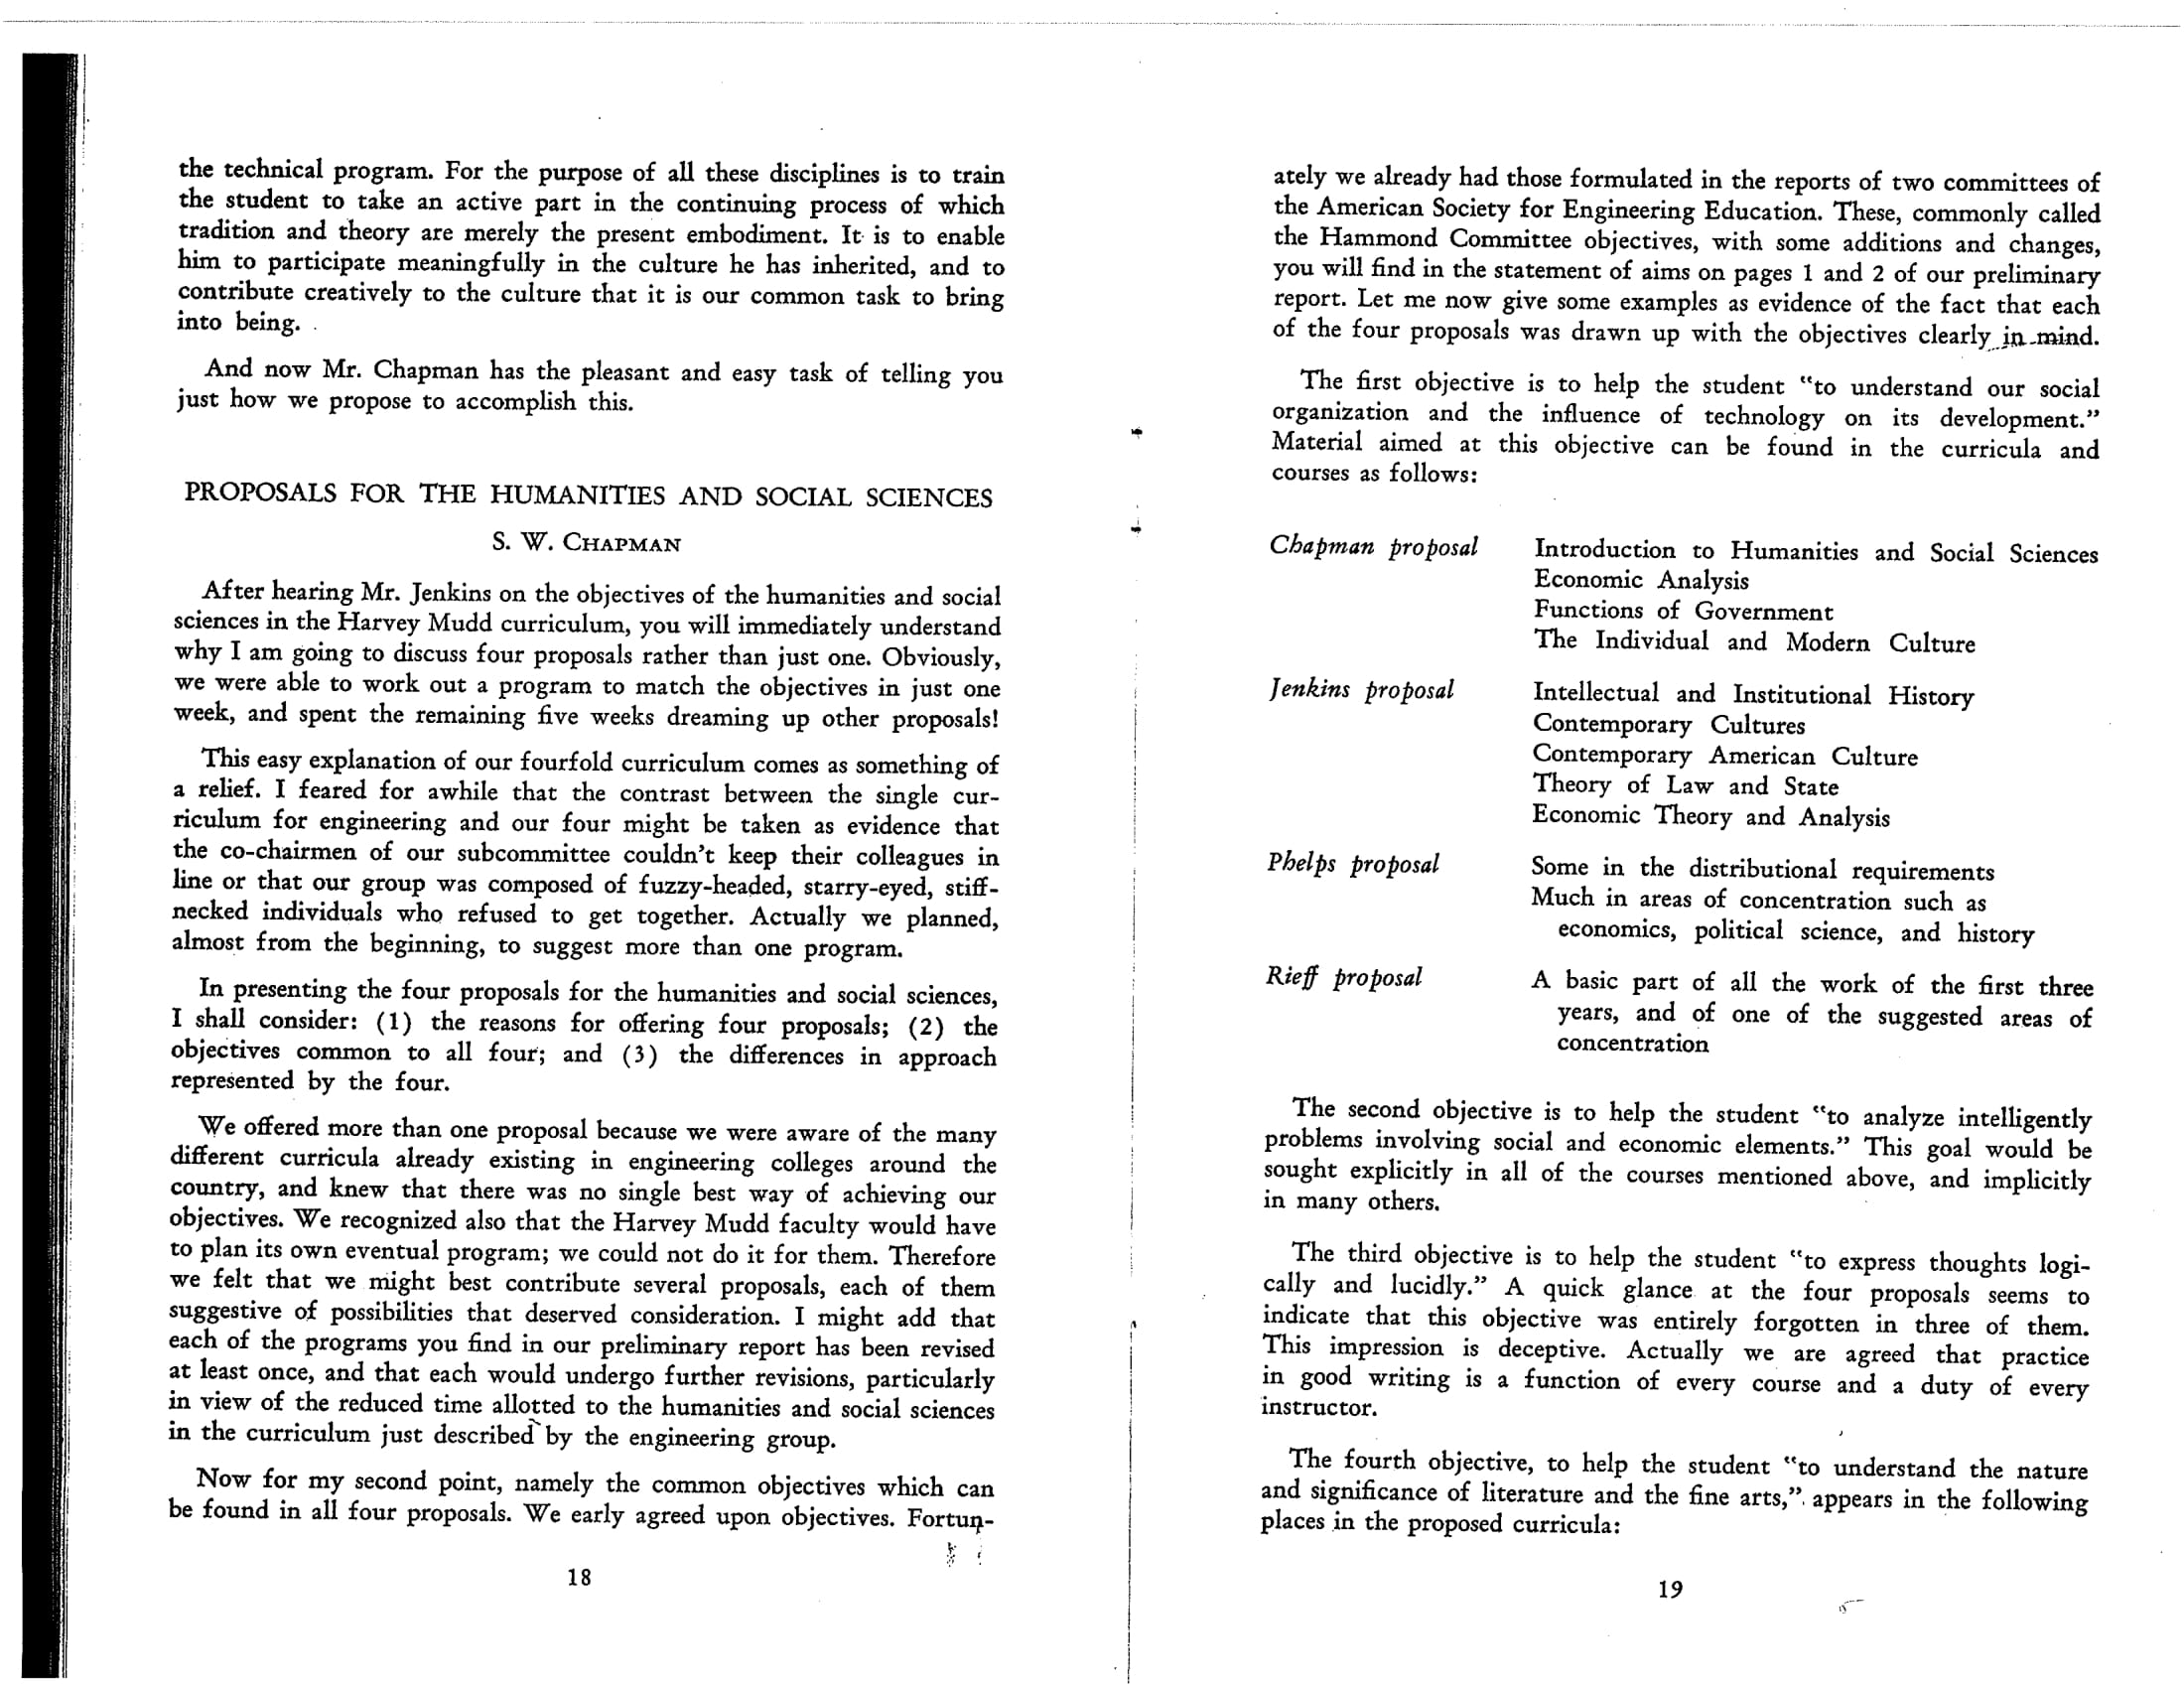 the technical program. For the purpose of all these disciplines is to train
the student to take an active part in the continuing process of which
tradition and theory are merely the present embodiment. It is to enable
him to participate meaningfully in the culture he has inherited, and to
contribute creatively to the culture that it is our common task to bring
into being.
And now Mr. Chapman has the pleasant and easy task of telling you
just how we propose to accomplish this.
PROPOSALS FOR THE HUMANITIES AND SOCIAL SCIENCES
S. W. CHAPMAN
After hearing Mr. Jenkins on the objectives of the humanities and social
sciences in the Harvey Mudd curriculum, you will immediately understand
why I am going to discuss four proposals rather than just one. Obviously,
we were able to work out a program to match the objectives in just one
week, and spent the remaining five weeks dreaming up other proposals!
This easy explanation of our fourfold curriculum comes as something of
a relief. I feared for awhile that the contrast between the single cur-
riculum for engineering and our four might be taken as evidence that
the co-chairmen of our subcommittee couldn't keep their colleagues in
line or that our group was composed of fuzzy-headed, starry-eyed, stiff-
necked individuals who refused to get together. Actually we planned,
almost from the beginning, to suggest more than one program.
In presenting the four proposals for the humanities and social sciences,
I shall consider: (1) the reasons for offering four proposals; (2) the
objectives common to all four; and (3) the differences in approach
represented by the four.
We offered more than one proposal because we were aware of the many
different curricula already existing in engineering colleges around the
country, and knew that there was no single best way of achieving our
objectives. We recognized also that the Harvey Mudd faculty would have
to plan its own eventual program; we could not do it for them. Therefore
we felt that we might best contribute several proposals, each of them
suggestive of possibilities that deserved consideration. I might add that
each of the programs you find in our preliminary report has been revised
at least once, and that each would undergo further revisions, particularly
in view of the reduced time allotted to the humanities and social sciences
in the curriculum just described by the engineering group.
Now for my second point, namely the common objectives which can
be found in all four proposals. We early agreed upon objectives. Fortun-
18
ately we already had those formulated in the reports of two committees of
the American Society for Engineering Education. These, commonly called
the Hammond Committee objectives, with some additions and changes,
you will find in the statement of aims on pages 1 and 2 of our preliminary
report. Let me now give some examples as evidence of the fact that each
of the four proposals was drawn up with the objectives clearly in mind.
The first objective is to help the student "to understand our social
organization and the influence of technology on its development."
Material aimed at this objective can be found in the curricula and
courses as follows:
Chapman proposal Introduction to Humanities and Social Sciences
Economic Analysis
Functions of Government
The Individual and Modern Culture
Jenkins proposal Intellectual and Institutional History
Contemporary Cultures
Contemporary American Culture
Theory of Law and State
Economic Theory and Analysis
Phelps proposal Some in the distributional requirements
Much in areas of concentration such as
economics, political science, and history
Rieff proposal A basic part of all the work of the first three
years, and of one of the suggested areas of
concentration
The second objective is to help the student "to analyze intelligently
problems involving social and economic elements." This goal would be
sought explicitly in all of the courses mentioned above, and implicitly
in many others.
The third objective is to help the student "to express thoughts logi-
cally and lucidly." A quick glance at the four proposals seems to
indicate that this objective was entirely forgotten in three of them.
This impression is deceptive. Actually we are agreed that practice
in good writing is a function of every course and a duty of every
instructor.
The fourth objective, to help the student "to understand the nature
and significance of literature and the fine arts," appears in the following
places in the proposed curricula:
19